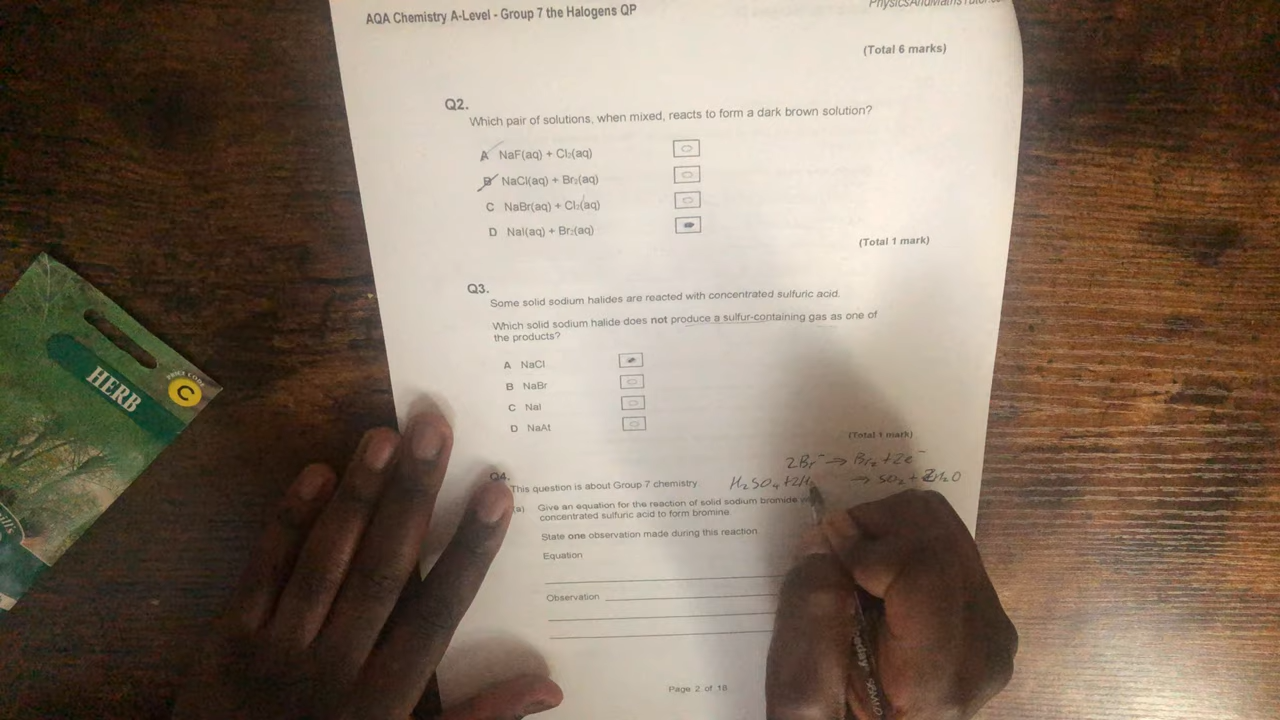 AQA Chemistry A-Level - Group 7 the Halogens QP
(Total 6 marks)
Q2.
Which pair of solutions, when mixed, reacts to form a dark brown solution?
A NaF(aq) + Cl₂(aq)
B NaCl(aq) + Br₂(aq)
C NaBr(aq) + Cl₂(aq)
D NaI(aq) + Br₂(aq)
(Total 1 mark)
Q3.
Some solid sodium halides are reacted with concentrated sulfuric acid.
Which solid sodium halide does not produce a sulfur-containing gas as one of
the products?
A NaCl
B NaBr
C NaI
D NaAt
(Total 1 mark)
2Br⁻ → Br₂ + 2e⁻
H₂SO₄ + 2H → SO₂ + 2H₂O
Q4.
This question is about Group 7 chemistry.
(a) Give an equation for the reaction of solid sodium bromide
concentrated sulfuric acid to form bromine.
State one observation made during this reaction.
Equation
Observation
Page 2 of 18
HERB
PRICE CODE
C